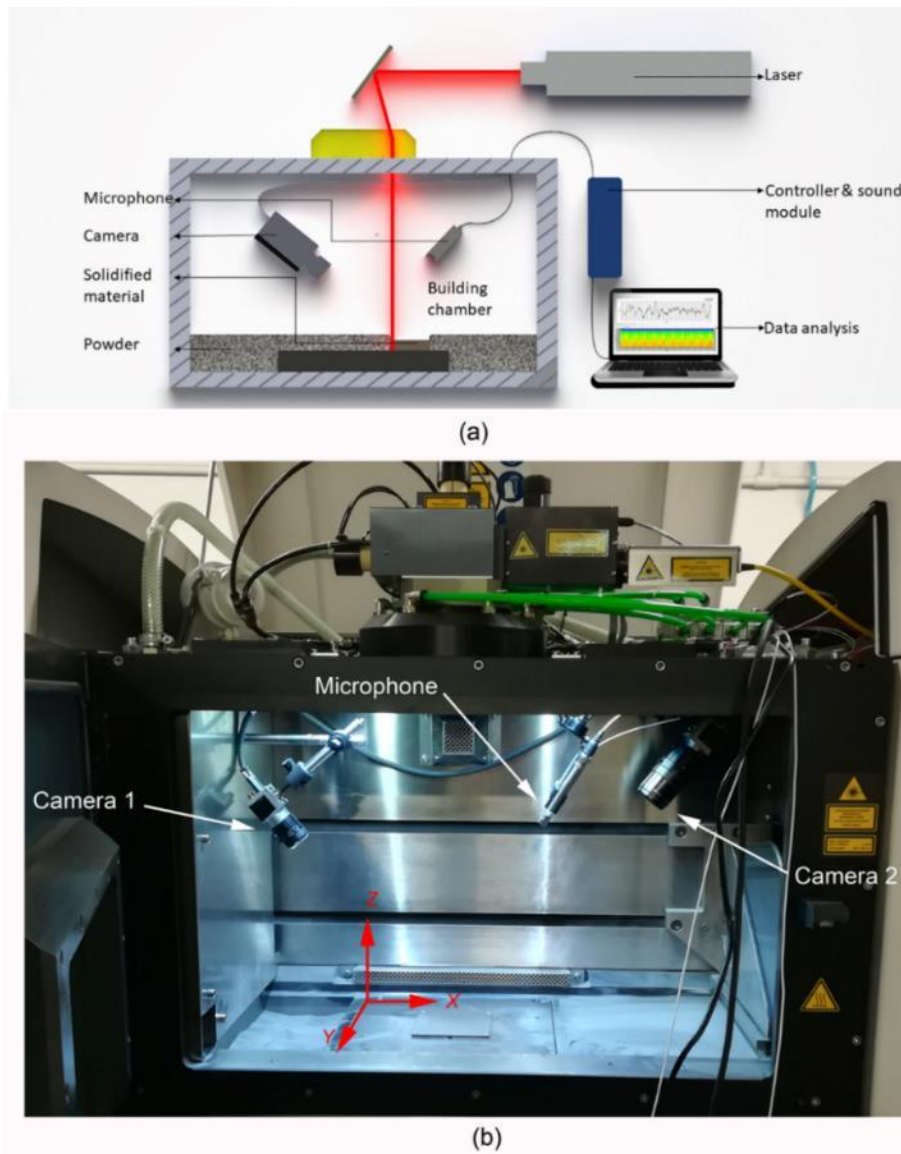 Laser
Microphone
Controller & sound
module
Camera
Solidified
material
Building
chamber
Data analysis
Powder
(a)
Microphone
Camera 1
Camera 2
Z
X
Y
(b)